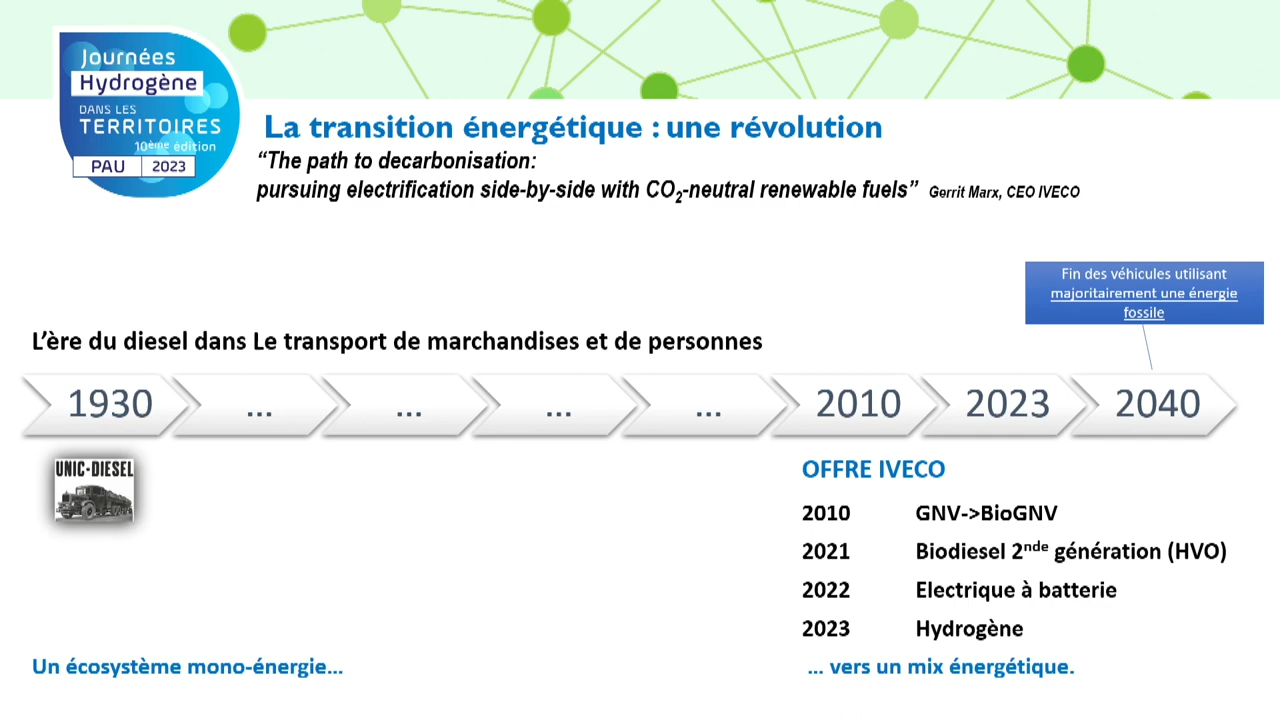 Journées
Hydrogène
DANS LES
TERRITOIRES
10ème édition
PAU 2023
La transition énergétique : une révolution
“The path to decarbonisation:
pursuing electrification side-by-side with CO₂-neutral renewable fuels” Gerrit Marx, CEO IVECO
Fin des véhicules utilisant
majoritairement une énergie
fossile
L’ère du diesel dans Le transport de marchandises et de personnes
1930 ... ... ... ... 2010 2023 2040
UNIC-DIESEL
OFFRE IVECO
2010 GNV->BioGNV
2021 Biodiesel 2nde génération (HVO)
2022 Electrique à batterie
2023 Hydrogène
Un écosystème mono-énergie...
... vers un mix énergétique.